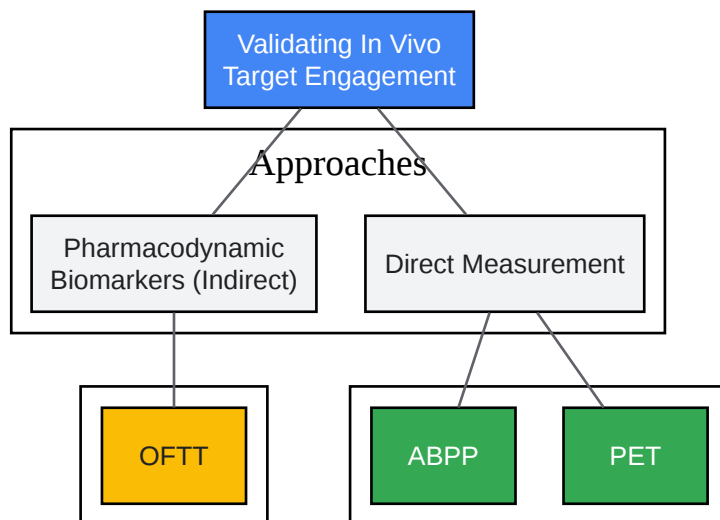 Validating In Vivo
Target Engagement
Approaches
Pharmacodynamic
Biomarkers (Indirect)
Direct Measurement
OFTT
ABPP
PET